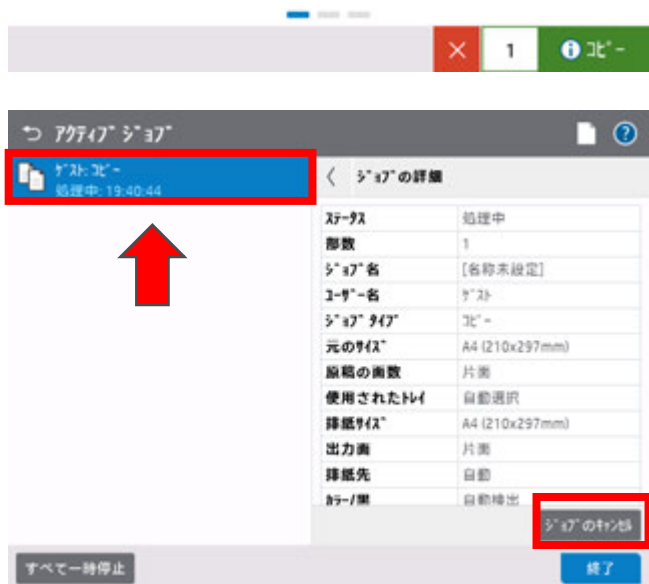 1 コピー
アクティブ ジョブ
ゲスト: コピー
処理中: 19:40:44
ジョブの詳細
ステータス 処理中
部数 1
ジョブ名 [名称未設定]
ユーザー名 ゲスト
ジョブ タイプ コピー
元のサイズ A4 (210x297mm)
原稿の面数 片面
使用されたトレイ 自動選択
排紙サイズ A4 (210x297mm)
出力面 片面
排紙先 自動
カラー/黒 自動検出
ジョブのキャンセル
すべて一時停止 終了